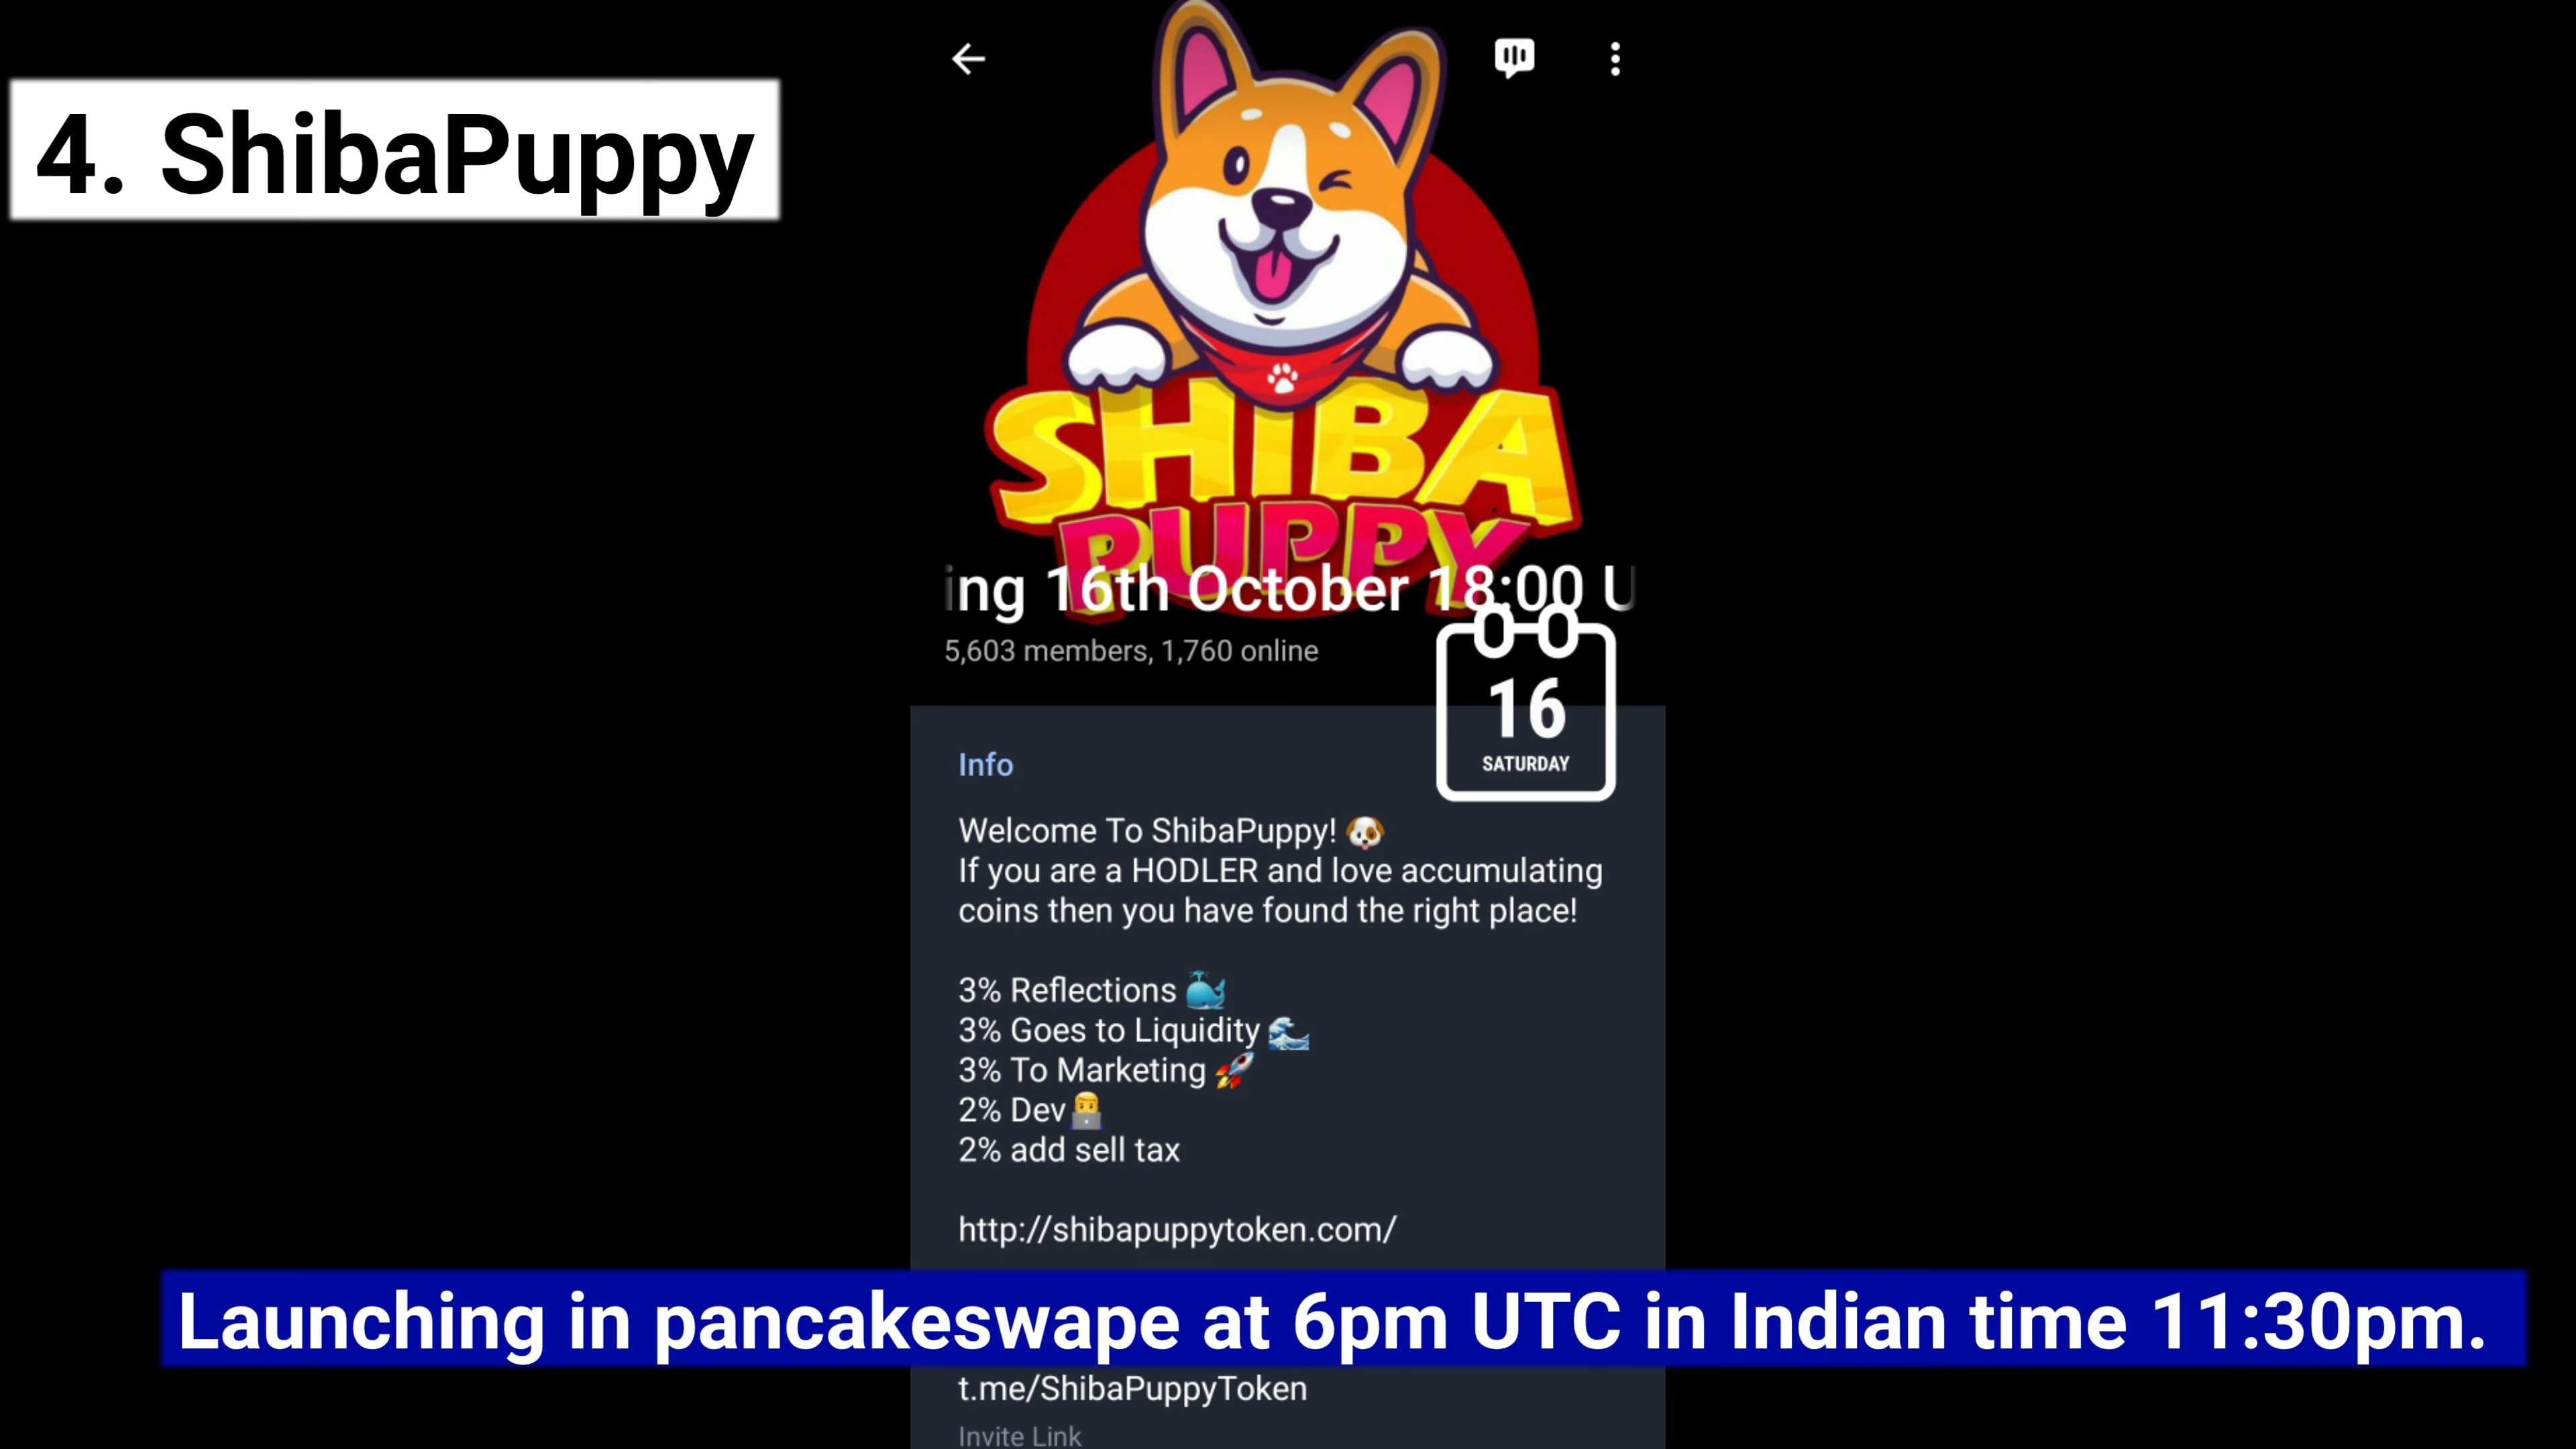 4. ShibaPuppy
SHIBA
PUPPY
ing 16th October 18:00 U
5,603 members, 1,760 online
16
SATURDAY
Info
Welcome To ShibaPuppy! 🐶
If you are a HODLER and love accumulating
coins then you have found the right place!
3% Reflections 🐳
3% Goes to Liquidity 🌊
3% To Marketing 🚀
2% Dev👨‍💻
2% add sell tax
http://shibapuppytoken.com/
Launching in pancakeswape at 6pm UTC in Indian time 11:30pm.
t.me/ShibaPuppyToken
Invite Link